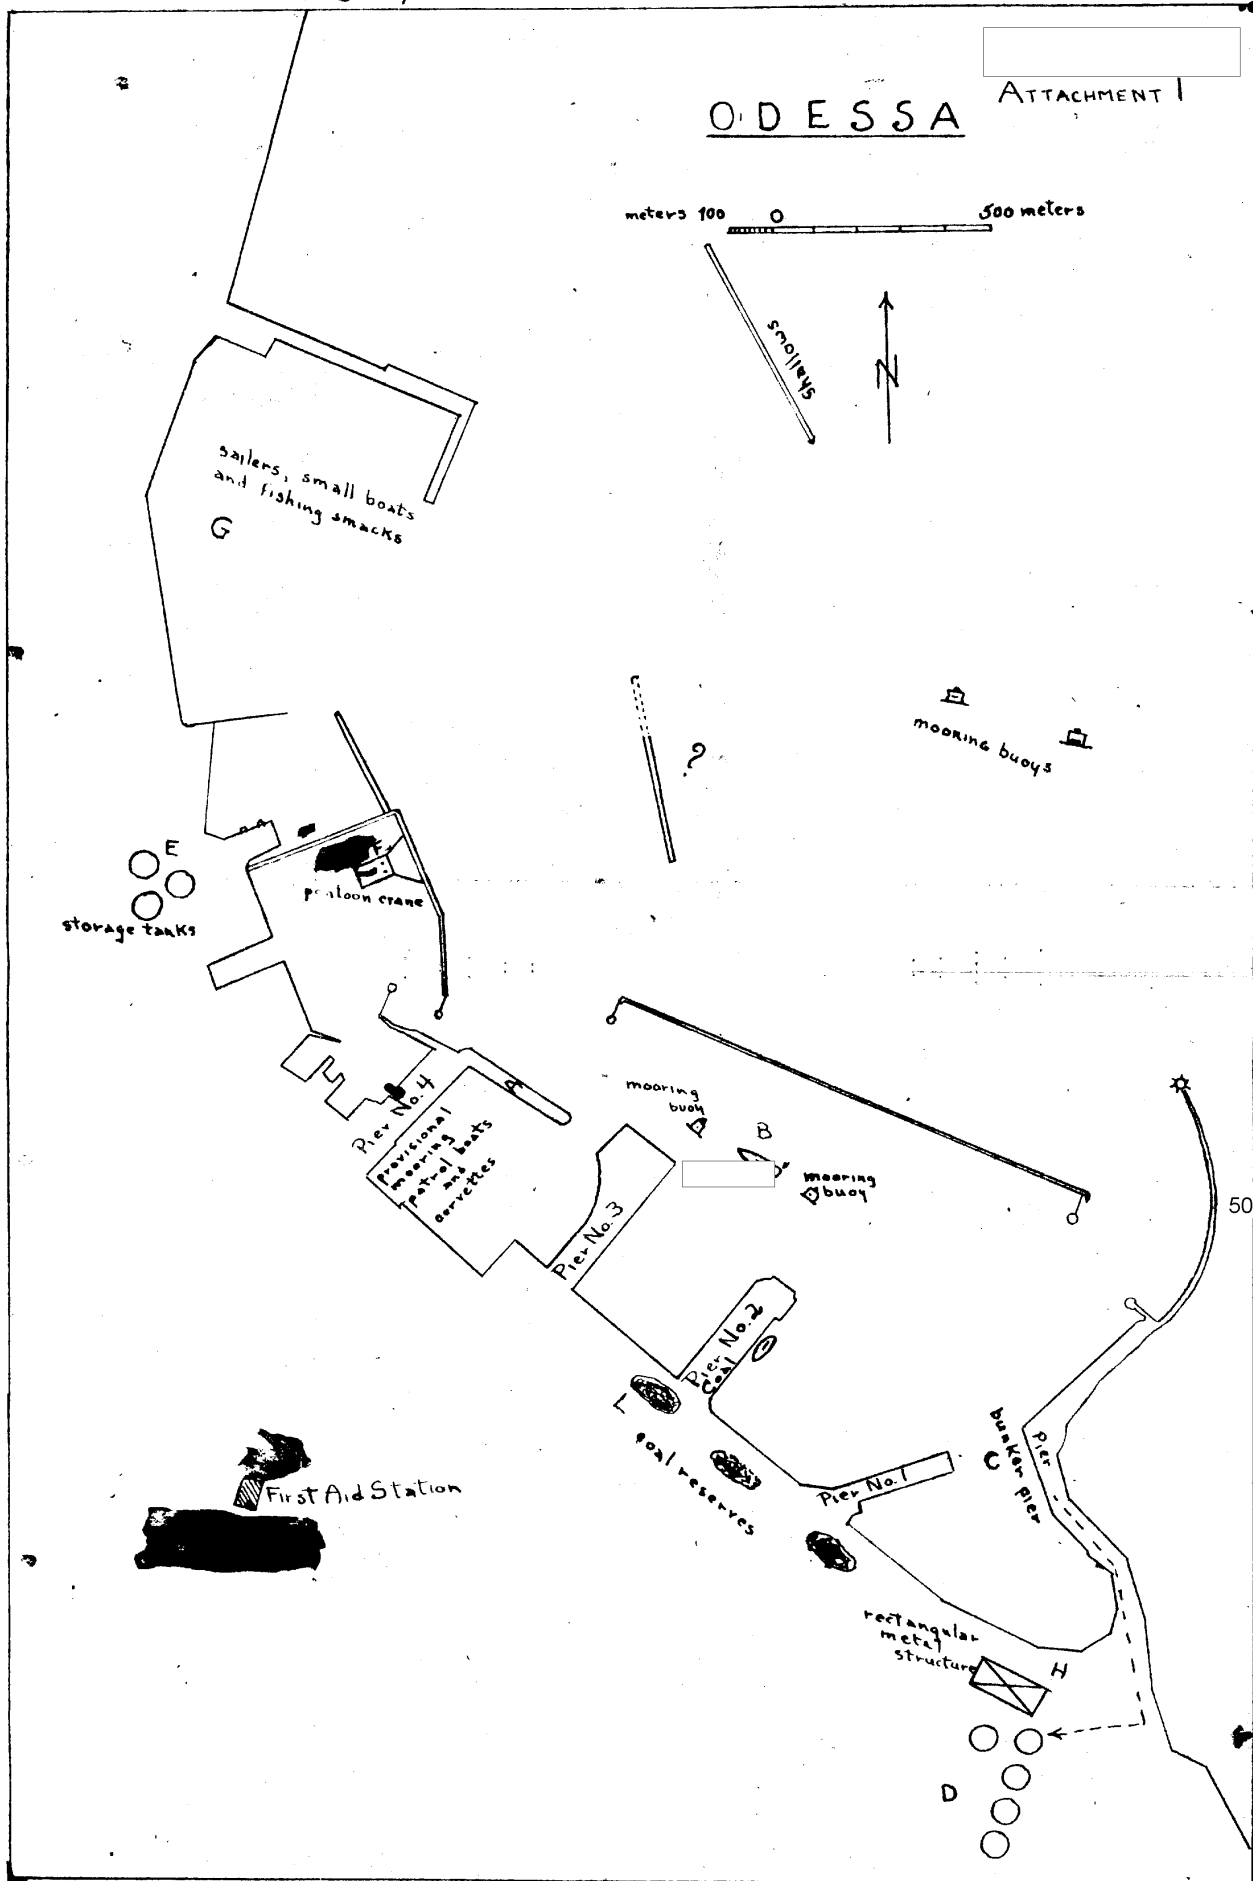 ATTACHMENT 1
ODESSA
meters 100 0 500 meters
shallows
N
sailers, small boats
and fishing smacks
G
?
mooring buoys
E
storage tanks
F
pontoon crane
A
Pier No. 4
provisional
mooring
patrol boats
and
corvettes
mooring
buoy
B
mooring
buoy
50
Pier No. 3
Pier No. 2
Coal
L
coal reserves
Pier No. 1
Pier
bunker pier
C
First Aid Station
rectangular
metal
structure
H
D